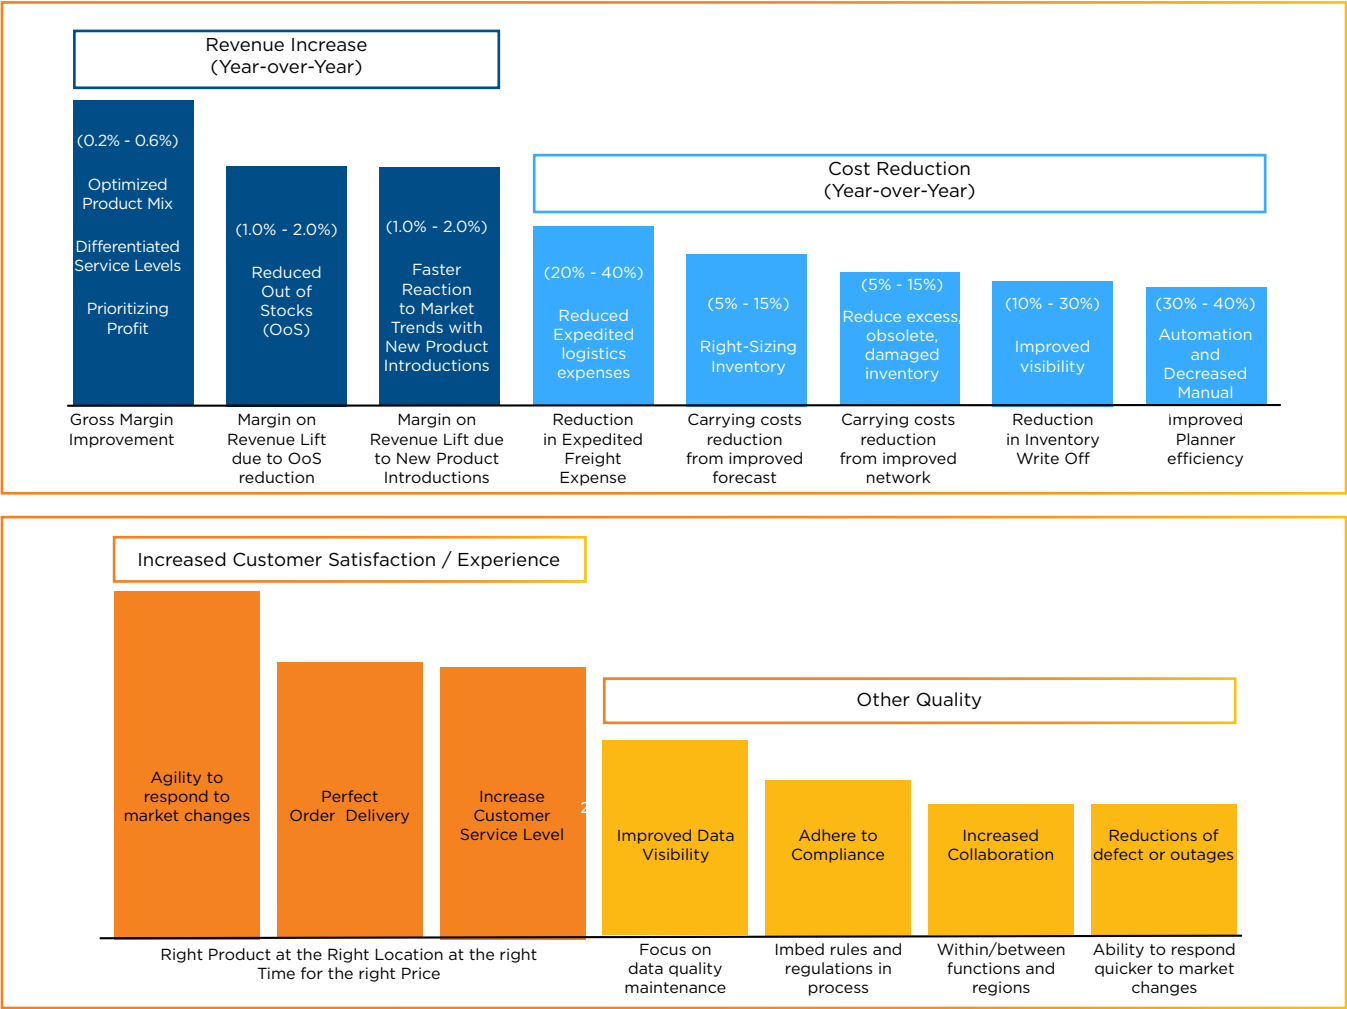 Revenue Increase
(Year-over-Year)
(0.2% - 0.6%)
Optimized
Product Mix
Differentiated
Service Levels
Prioritizing
Profit
(1.0% - 2.0%)
Reduced
Out of
Stocks
(OoS)
(1.0% - 2.0%)
Faster
Reaction
to Market
Trends with
New Product
Introductions
Cost Reduction
(Year-over-Year)
(20% - 40%)
Reduced
Expedited
logistics
expenses
(5% - 15%)
Right-Sizing
Inventory
(5% - 15%)
Reduce excess,
obsolete,
damaged
inventory
(10% - 30%)
Improved
visibility
(30% - 40%)
Automation
and
Decreased
Manual
Gross Margin
Improvement
Margin on
Revenue Lift
due to OoS
reduction
Margin on
Revenue Lift due
to New Product
Introductions
Reduction
in Expedited
Freight
Expense
Carrying costs
reduction
from improved
forecast
Carrying costs
reduction
from improved
network
Reduction
in Inventory
Write Off
improved
Planner
efficiency
Increased Customer Satisfaction / Experience
Agility to
respond to
market changes
Perfect
Order Delivery
Increase
Customer
Service Level
2
Other Quality
Improved Data
Visibility
Adhere to
Compliance
Increased
Collaboration
Reductions of
defect or outages
Right Product at the Right Location at the right
Time for the right Price
Focus on
data quality
maintenance
Imbed rules and
regulations in
process
Within/between
functions and
regions
Ability to respond
quicker to market
changes